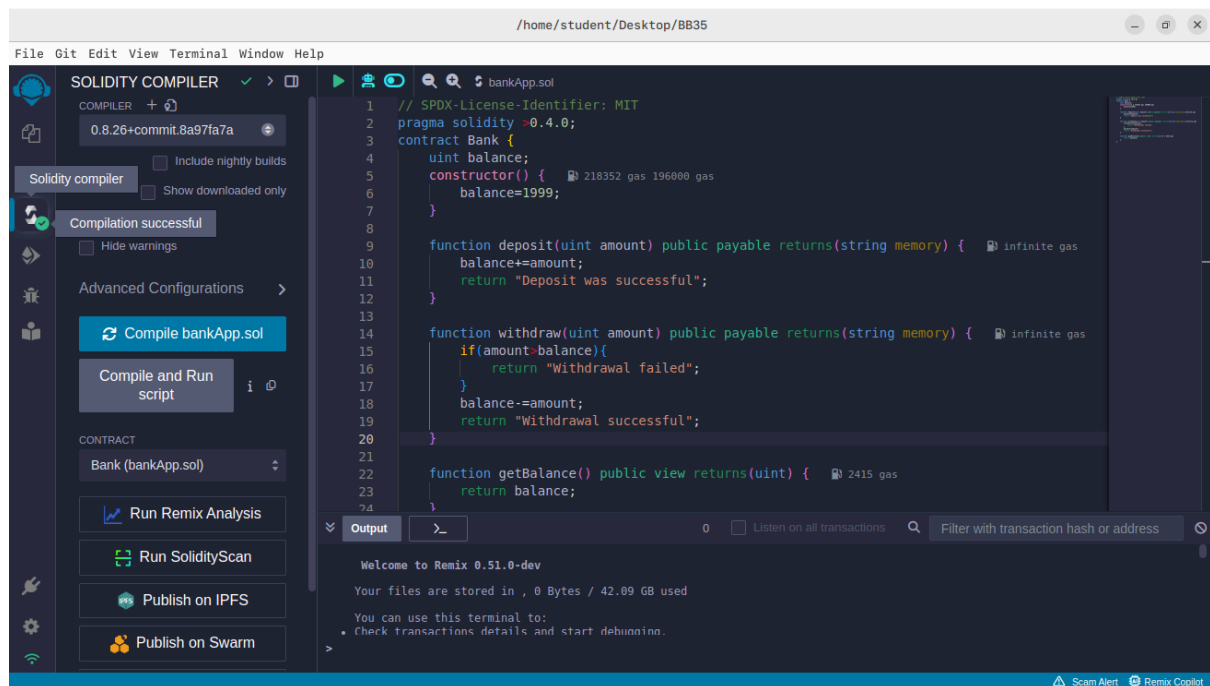 /home/student/Desktop/BB35
File Git Edit View Terminal Window Help
SOLIDITY COMPILER
COMPILER
0.8.26+commit.8a97fa7a
Include nightly builds
Solidity compiler
Show downloaded only
Compilation successful
Hide warnings
Advanced Configurations
Compile bankApp.sol
Compile and Run
script
i
CONTRACT
Bank (bankApp.sol)
Run Remix Analysis
Run SolidityScan
IPFS Publish on IPFS
Publish on Swarm
bankApp.sol
1 // SPDX-License-Identifier: MIT
2 pragma solidity >0.4.0;
3 contract Bank {
4 uint balance;
5 constructor() { 218352 gas 196000 gas
6 balance=1999;
7 }
8
9 function deposit(uint amount) public payable returns(string memory) { infinite gas
10 balance+=amount;
11 return "Deposit was successful";
12 }
13
14 function withdraw(uint amount) public payable returns(string memory) { infinite gas
15 if(amount>balance){
16 return "Withdrawal failed";
17 }
18 balance-=amount;
19 return "Withdrawal successful";
20 }
21
22 function getBalance() public view returns(uint) { 2415 gas
23 return balance;
24 }
Output >_ 0 Listen on all transactions Filter with transaction hash or address
Welcome to Remix 0.51.0-dev
Your files are stored in , 0 Bytes / 42.09 GB used
You can use this terminal to:
• Check transactions details and start debugging.
>
Scam Alert Remix Copilot